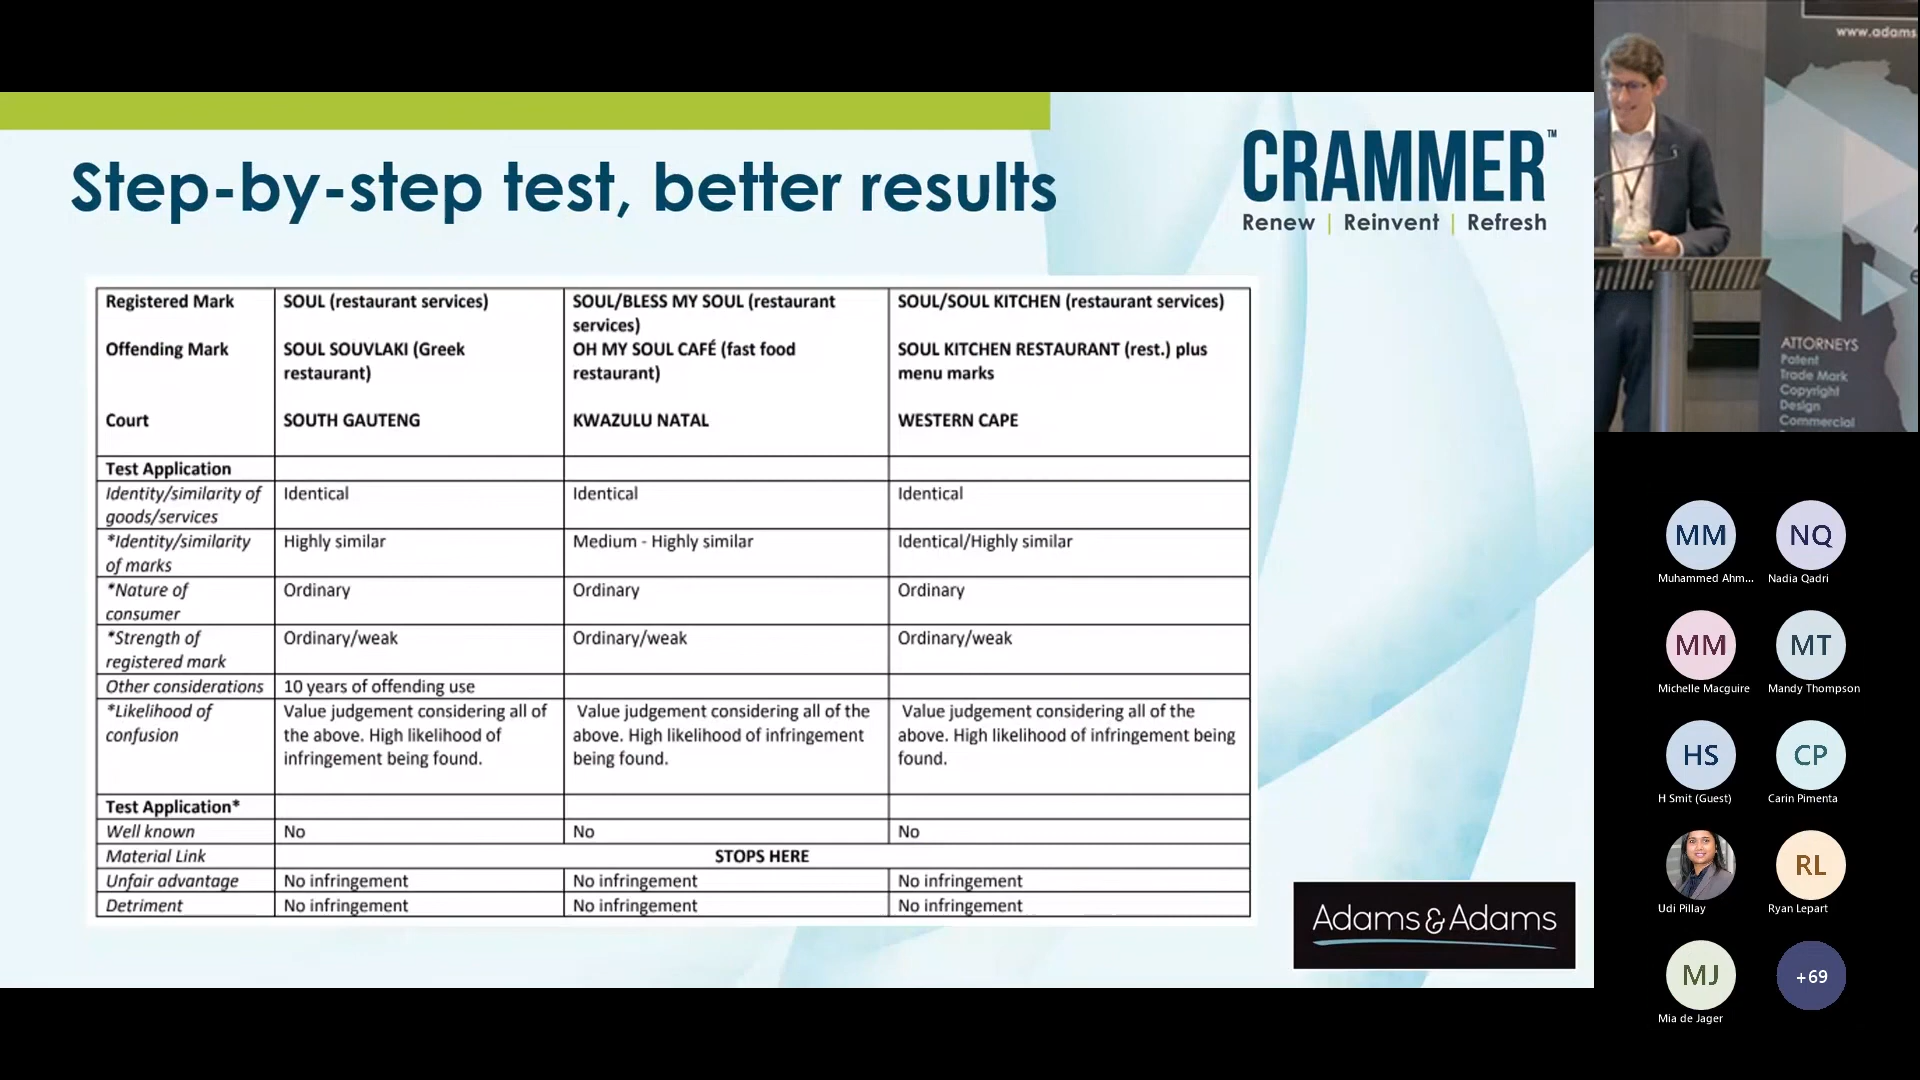 Step-by-step test, better results
CRAMMER™
Renew | Reinvent | Refresh
Registered Mark
Offending Mark
Court
SOUL (restaurant services)
SOUL SOUVLAKI (Greek
restaurant)
SOUTH GAUTENG
SOUL/BLESS MY SOUL (restaurant
services)
OH MY SOUL CAFÉ (fast food
restaurant)
KWAZULU NATAL
SOUL/SOUL KITCHEN (restaurant services)
SOUL KITCHEN RESTAURANT (rest.) plus
menu marks
WESTERN CAPE
Test Application
Identity/similarity of
goods/services
Identical
Identical
Identical
*Identity/similarity
of marks
Highly similar
Medium - Highly similar
Identical/Highly similar
*Nature of
consumer
Ordinary
Ordinary
Ordinary
*Strength of
registered mark
Ordinary/weak
Ordinary/weak
Ordinary/weak
Other considerations
10 years of offending use
*Likelihood of
confusion
Value judgement considering all of
the above. High likelihood of
infringement being found.
Value judgement considering all of the
above. High likelihood of infringement
being found.
Value judgement considering all of the
above. High likelihood of infringement being
found.
Test Application*
Well known
No
No
No
Material Link
STOPS HERE
Unfair advantage
No infringement
No infringement
No infringement
Detriment
No infringement
No infringement
No infringement
Adams & Adams
www.adams
ATTORNEYS
Patent
Trade Mark
Copyright
Design
Commercial
MM
Muhammed Ahm...
NQ
Nadia Qadri
MM
Michelle Macguire
MT
Mandy Thompson
HS
H Smit (Guest)
CP
Carin Pimenta
Udi Pillay
RL
Ryan Lepart
MJ
Mia de Jager
+69